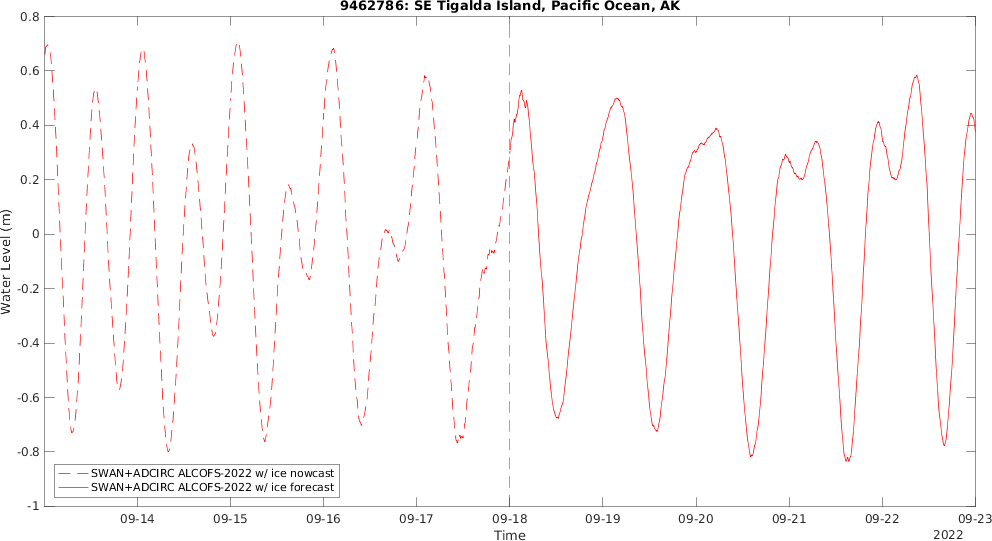 9462786: SE Tigalda Island, Pacific Ocean, AK
0.8
0.6
0.4
0.2
0
-0.2
-0.4
-0.6
-0.8
-1
Water Level (m)
SWAN+ADCIRC ALCOFS-2022 w/ ice nowcast
SWAN+ADCIRC ALCOFS-2022 w/ ice forecast
09-14 09-15 09-16 09-17 09-18 09-19 09-20 09-21 09-22 09-23
Time
2022